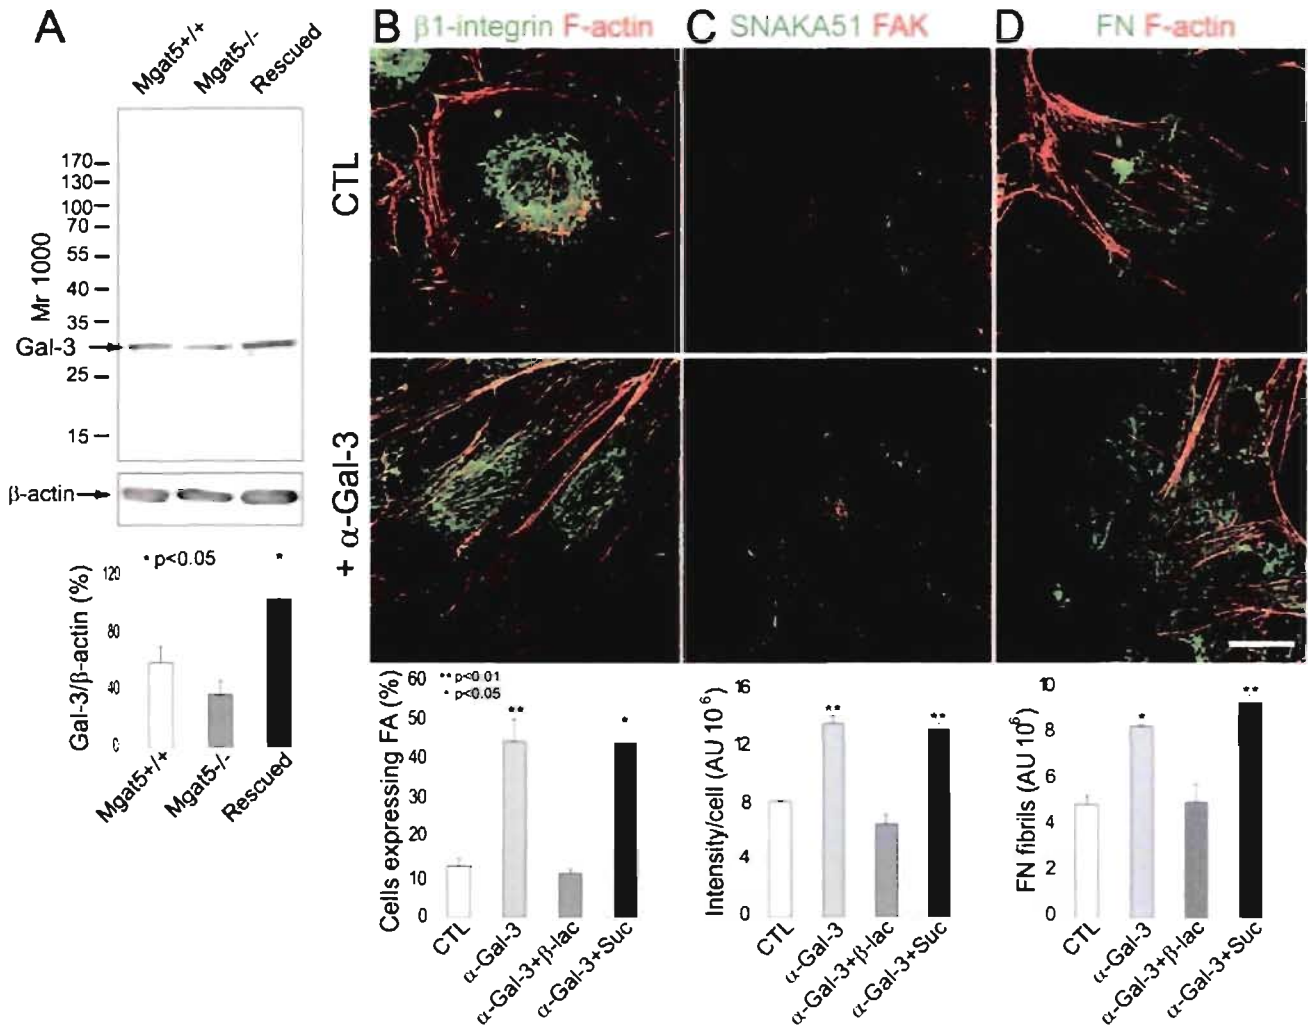 A
Mgat5+/+
Mgat5-/-
Rescued
Mr 1000
170
130
100
70
55
40
35
Gal-3
25
15
β-actin
* p<0.05
*
Gal-3/β-actin (%)
120
80
40
0
Mgat5+/+
Mgat5-/-
Rescued
B β1-integrin F-actin
C SNAKA51 FAK
D FN F-actin
CTL
+ α-Gal-3
** p<0 01
* p<0.05
Cells expressing FA (%)
60
50
40
30
20
10
0
**
*
CTL
α-Gal-3
α-Gal-3+β-lac
α-Gal-3+Suc
Intensity/cell (AU 10⁶)
16
12
8
4
0
**
**
CTL
α-Gal-3
α-Gal-3+β-lac
α-Gal-3+Suc
FN fibrils (AU 10⁶)
10
8
6
4
2
0
*
**
CTL
α-Gal-3
α-Gal-3+β-lac
α-Gal-3+Suc